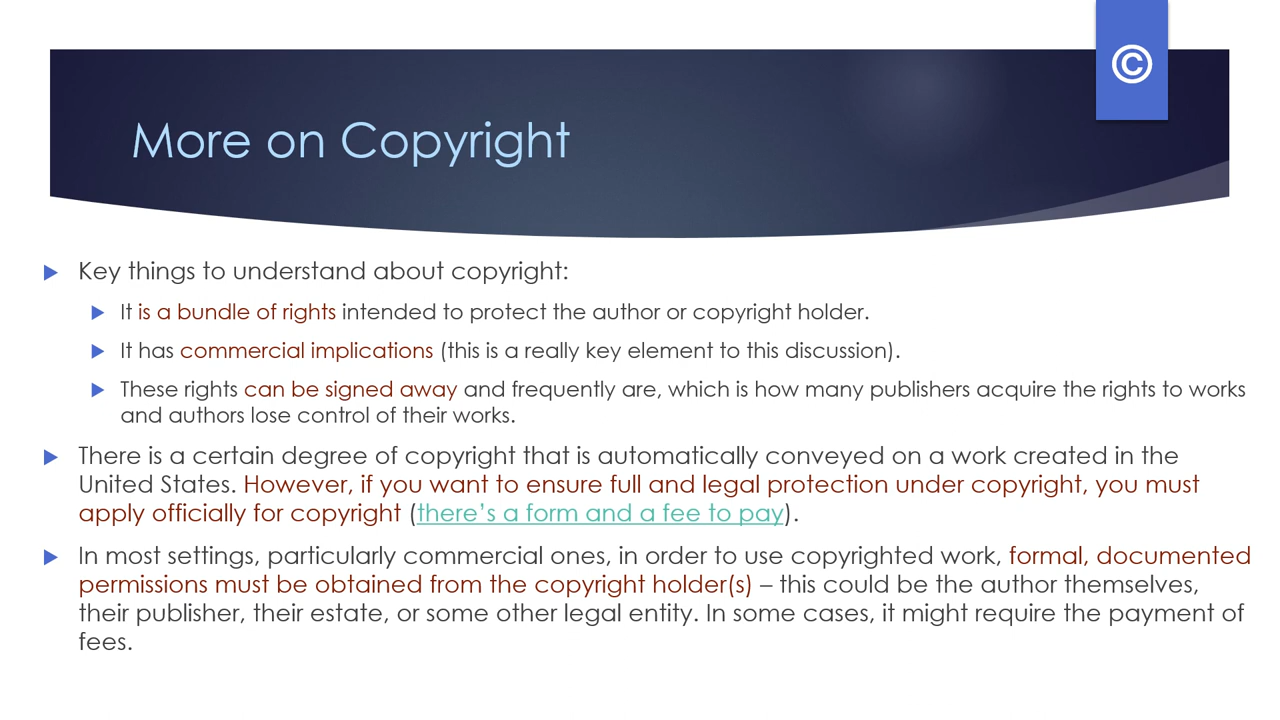 ©
More on Copyright
Key things to understand about copyright:
It is a bundle of rights intended to protect the author or copyright holder.
It has commercial implications (this is a really key element to this discussion).
These rights can be signed away and frequently are, which is how many publishers acquire the rights to works
and authors lose control of their works.
There is a certain degree of copyright that is automatically conveyed on a work created in the
United States. However, if you want to ensure full and legal protection under copyright, you must
apply officially for copyright (there's a form and a fee to pay).
In most settings, particularly commercial ones, in order to use copyrighted work, formal, documented
permissions must be obtained from the copyright holder(s) – this could be the author themselves,
their publisher, their estate, or some other legal entity. In some cases, it might require the payment of
fees.